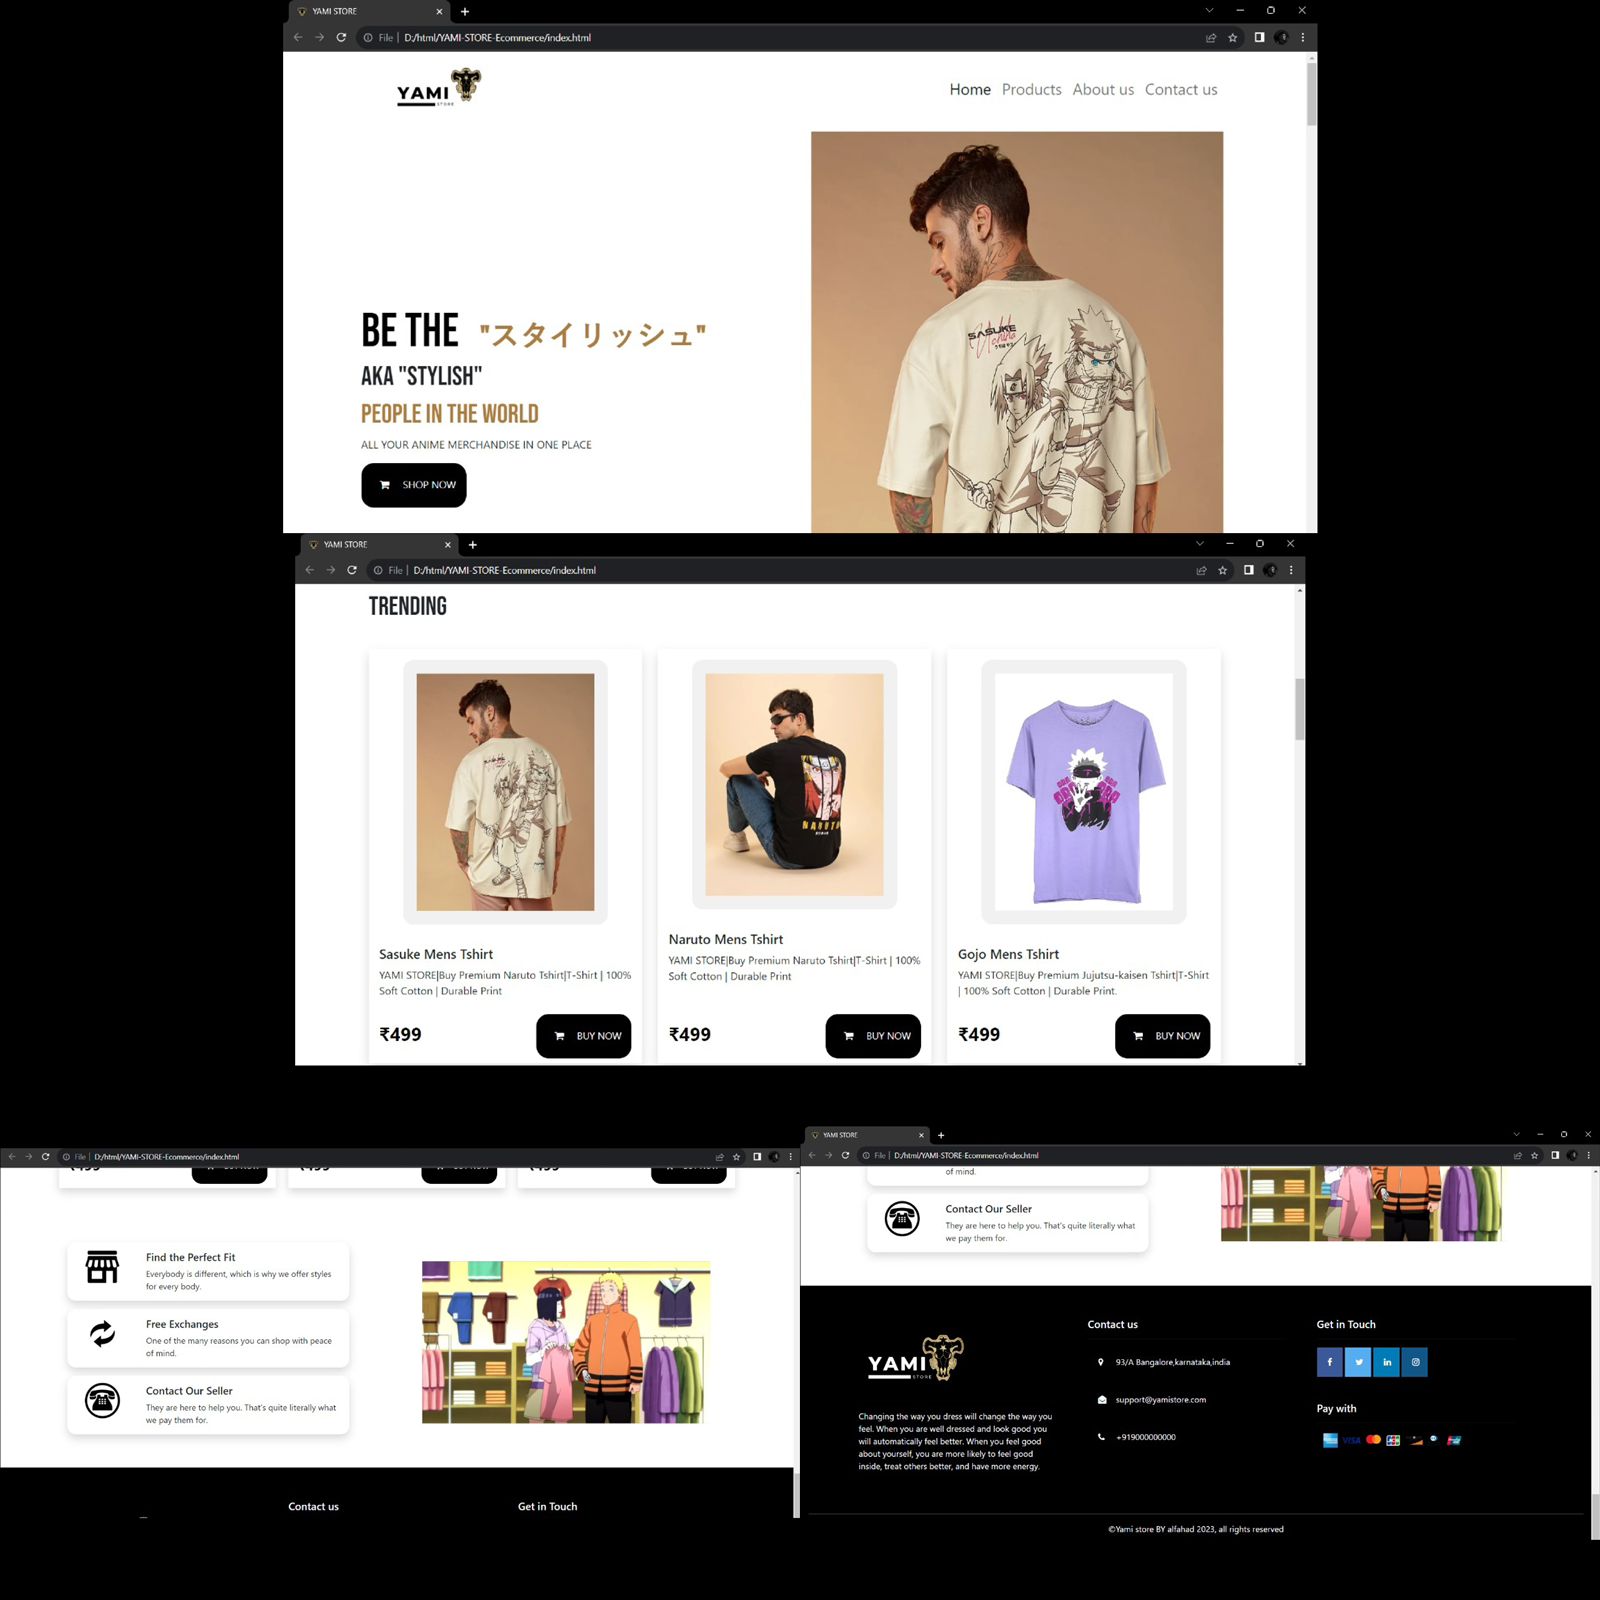 YAMI STORE
File | D:/html/YAMI-STORE-Ecommerce/index.html
YAMI
STORE
Home Products About us Contact us
SASUKE
Uchiha
BE THE "スタイリッシュ"
AKA "STYLISH"
PEOPLE IN THE WORLD
ALL YOUR ANIME MERCHANDISE IN ONE PLACE
SHOP NOW
YAMI STORE
File | D:/html/YAMI-STORE-Ecommerce/index.html
TRENDING
NARUTO
Sasuke Mens Tshirt
YAMI STORE|Buy Premium Naruto Tshirt|T-Shirt | 100%
Soft Cotton | Durable Print
₹499 BUY NOW
Naruto Mens Tshirt
YAMI STORE|Buy Premium Naruto Tshirt|T-Shirt | 100%
Soft Cotton | Durable Print
₹499 BUY NOW
Gojo Mens Tshirt
YAMI STORE|Buy Premium Jujutsu-kaisen Tshirt|T-Shirt
| 100% Soft Cotton | Durable Print.
₹499 BUY NOW
File | D:/html/YAMI-STORE-Ecommerce/index.html
₹499 BUY NOW ₹499 BUY NOW ₹499 BUY NOW
Find the Perfect Fit
Everybody is different, which is why we offer styles
for every body.
Free Exchanges
One of the many reasons you can shop with peace
of mind.
Contact Our Seller
They are here to help you. That's quite literally what
we pay them for.
Contact us Get in Touch
YAMI STORE
File | D:/html/YAMI-STORE-Ecommerce/index.html
of mind.
Contact Our Seller
They are here to help you. That's quite literally what
we pay them for.
YAMI
STORE
Changing the way you dress will change the way you
feel. When you are well dressed and look good you
will automatically feel better. When you feel good
about yourself, you are more likely to feel good
inside, treat others better, and have more energy.
Contact us
93/A Bangalore,karnataka,india
support@yamistore.com
+919000000000
Get in Touch
Pay with
VISA
JCB
©Yami store BY alfahad 2023, all rights reserved